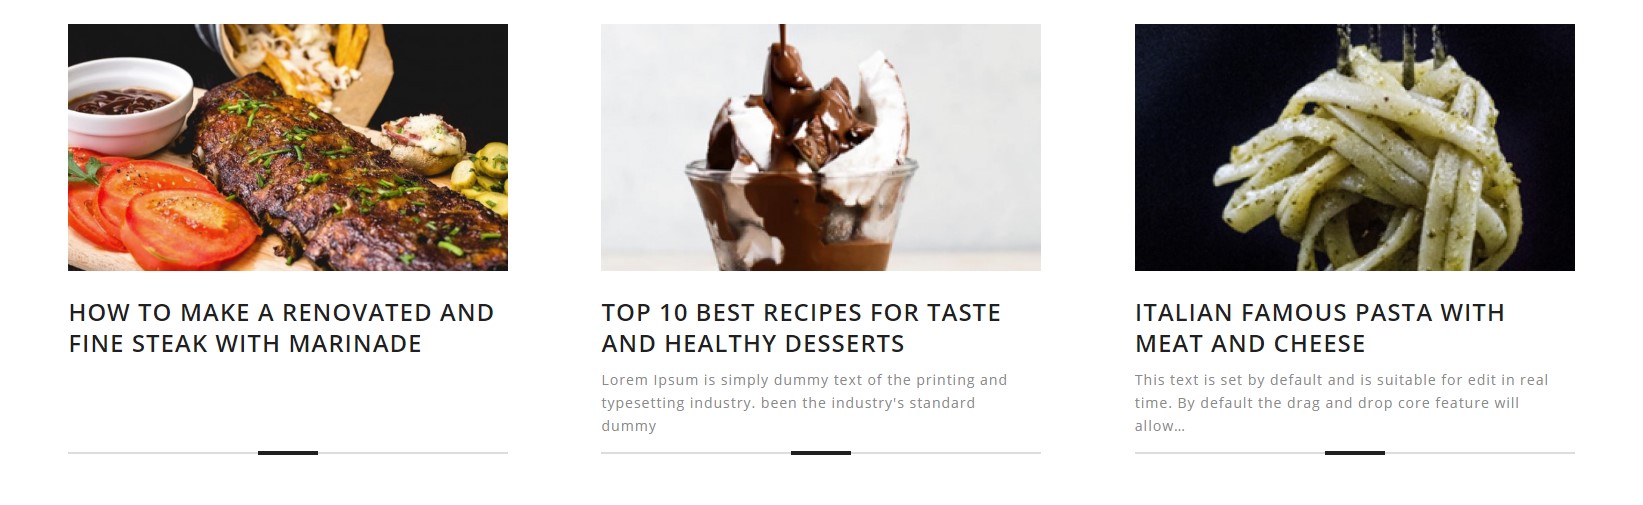 HOW TO MAKE A RENOVATED AND
FINE STEAK WITH MARINADE
TOP 10 BEST RECIPES FOR TASTE
AND HEALTHY DESSERTS
Lorem Ipsum is simply dummy text of the printing and
typesetting industry. been the industry's standard
dummy
ITALIAN FAMOUS PASTA WITH
MEAT AND CHEESE
This text is set by default and is suitable for edit in real
time. By default the drag and drop core feature will
allow...